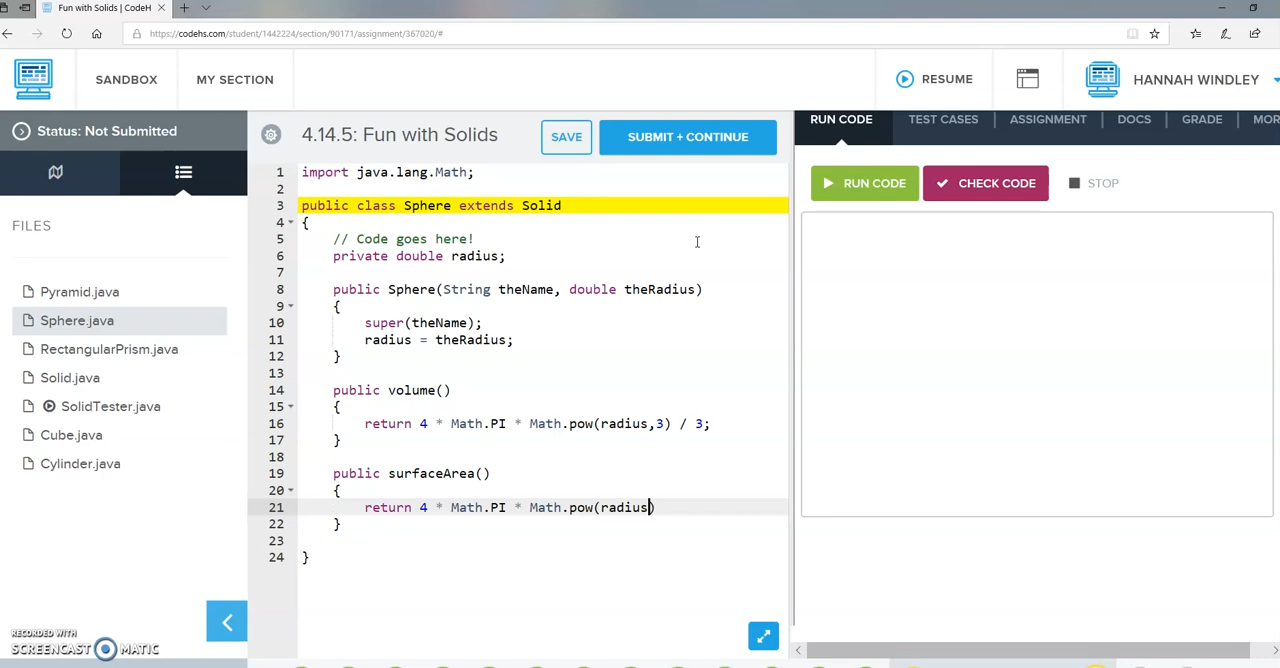 Fun with Solids | CodeH
https://codehs.com/student/1442224/section/90171/assignment/367020/#
SANDBOX
MY SECTION
RESUME
HANNAH WINDLEY
Status: Not Submitted
4.14.5: Fun with Solids
SAVE
SUBMIT + CONTINUE
RUN CODE
TEST CASES
ASSIGNMENT
DOCS
GRADE
MOR
RUN CODE
CHECK CODE
STOP
FILES
Pyramid.java
Sphere.java
RectangularPrism.java
Solid.java
SolidTester.java
Cube.java
Cylinder.java
1 import java.lang.Math;
2
3 public class Sphere extends Solid
4 {
5 // Code goes here!
6 private double radius;
7
8 public Sphere(String theName, double theRadius)
9 {
10 super(theName);
11 radius = theRadius;
12 }
13
14 public volume()
15 {
16 return 4 * Math.PI * Math.pow(radius,3) / 3;
17 }
18
19 public surfaceArea()
20 {
21 return 4 * Math.PI * Math.pow(radius)
22 }
23
24 }
RECORDED WITH
SCREENCAST MATIC